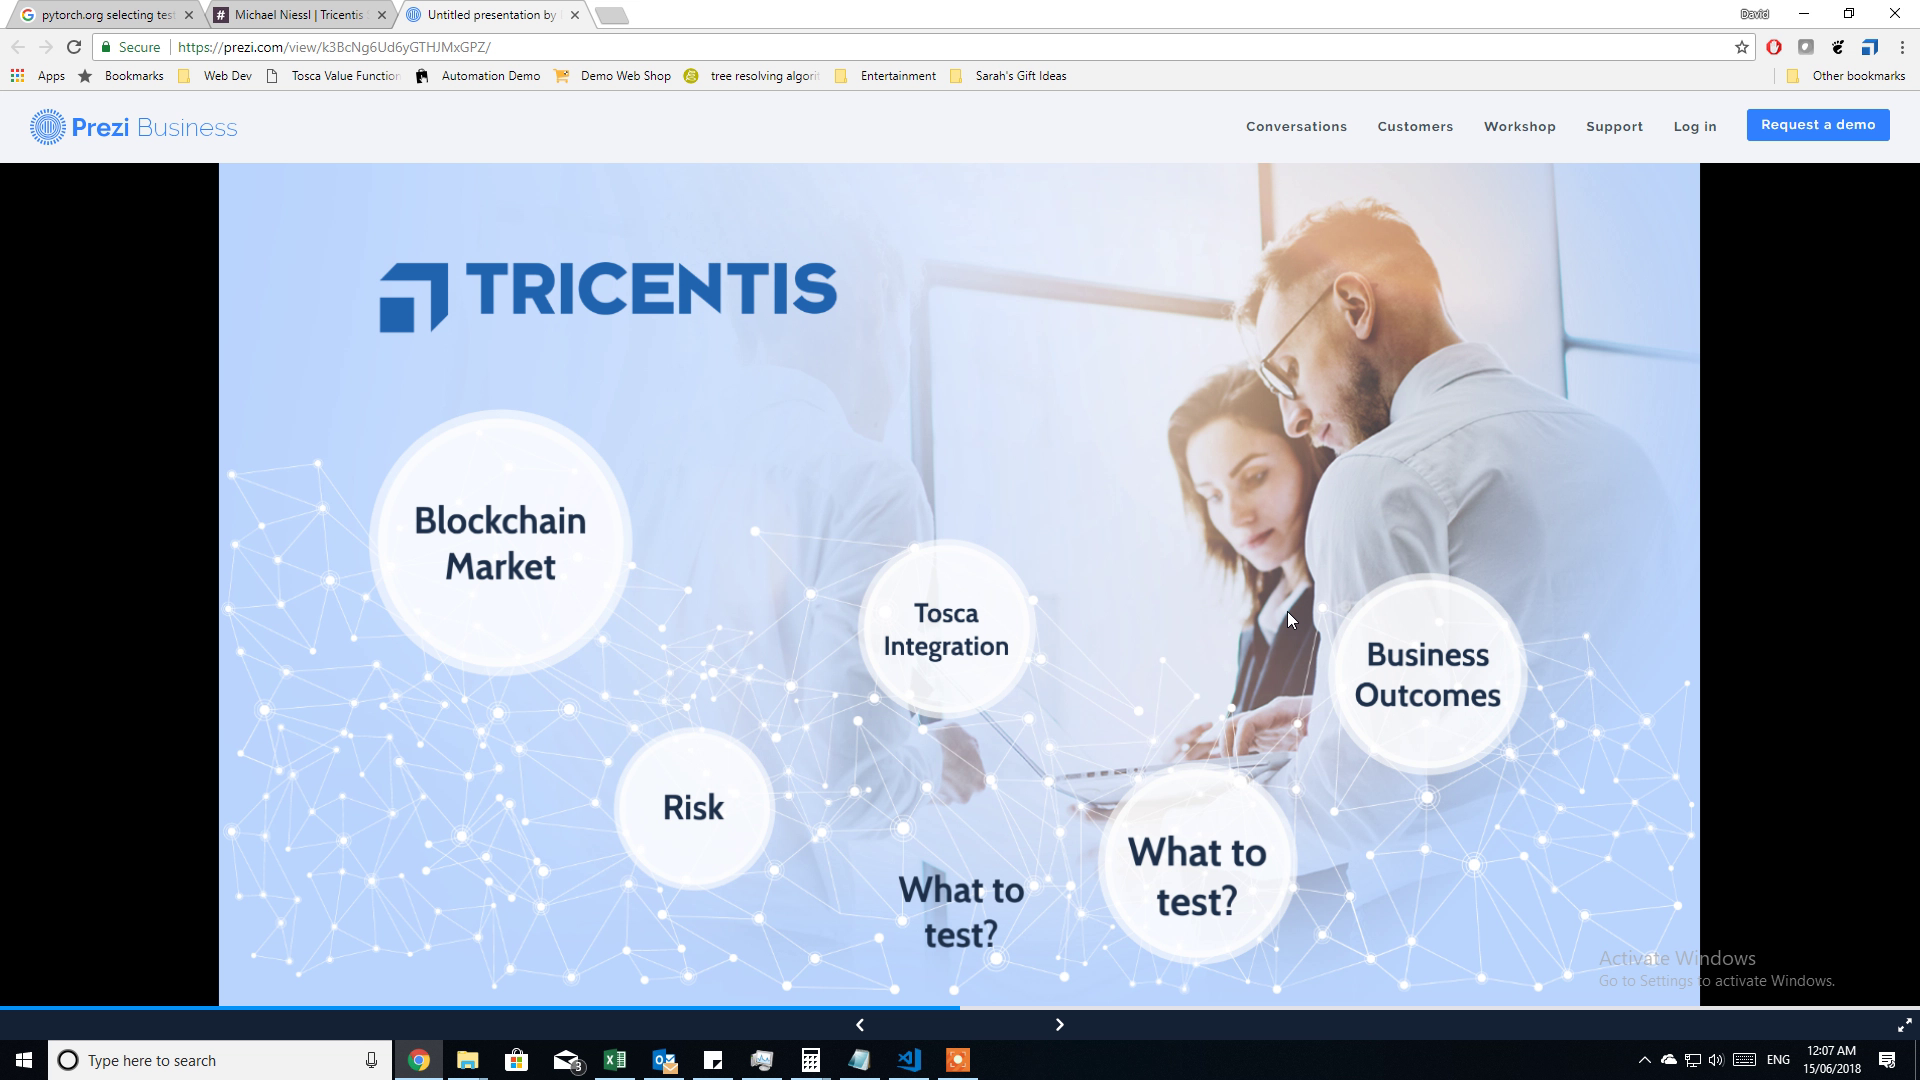 pytorch.org selecting test
Michael Niessl | Tricentis
Untitled presentation by
David
Secure
https://prezi.com/view/k3BcNg6Ud6yGTHJMxGPZ/
Apps
Bookmarks
Web Dev
Tosca Value Function
Automation Demo
Demo Web Shop
tree resolving algorit
Entertainment
Sarah's Gift Ideas
Other bookmarks
Prezi Business
Conversations
Customers
Workshop
Support
Log in
Request a demo
TRICENTIS
Blockchain
Market
Tosca
Integration
Business
Outcomes
Risk
What to
test?
What to
test?
Activate Windows
Go to Settings to activate Windows.
Type here to search
3
ENG
12:07 AM
15/06/2018